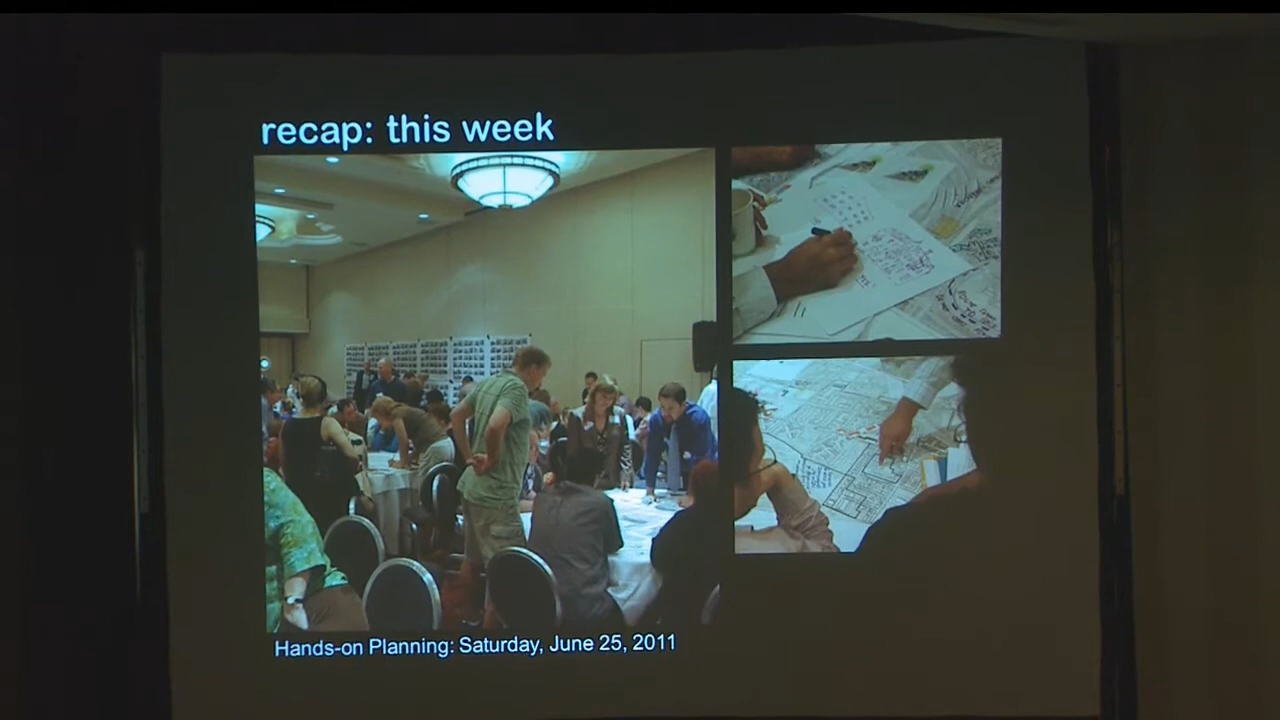 recap: this week
Hands-on Planning: Saturday, June 25, 2011